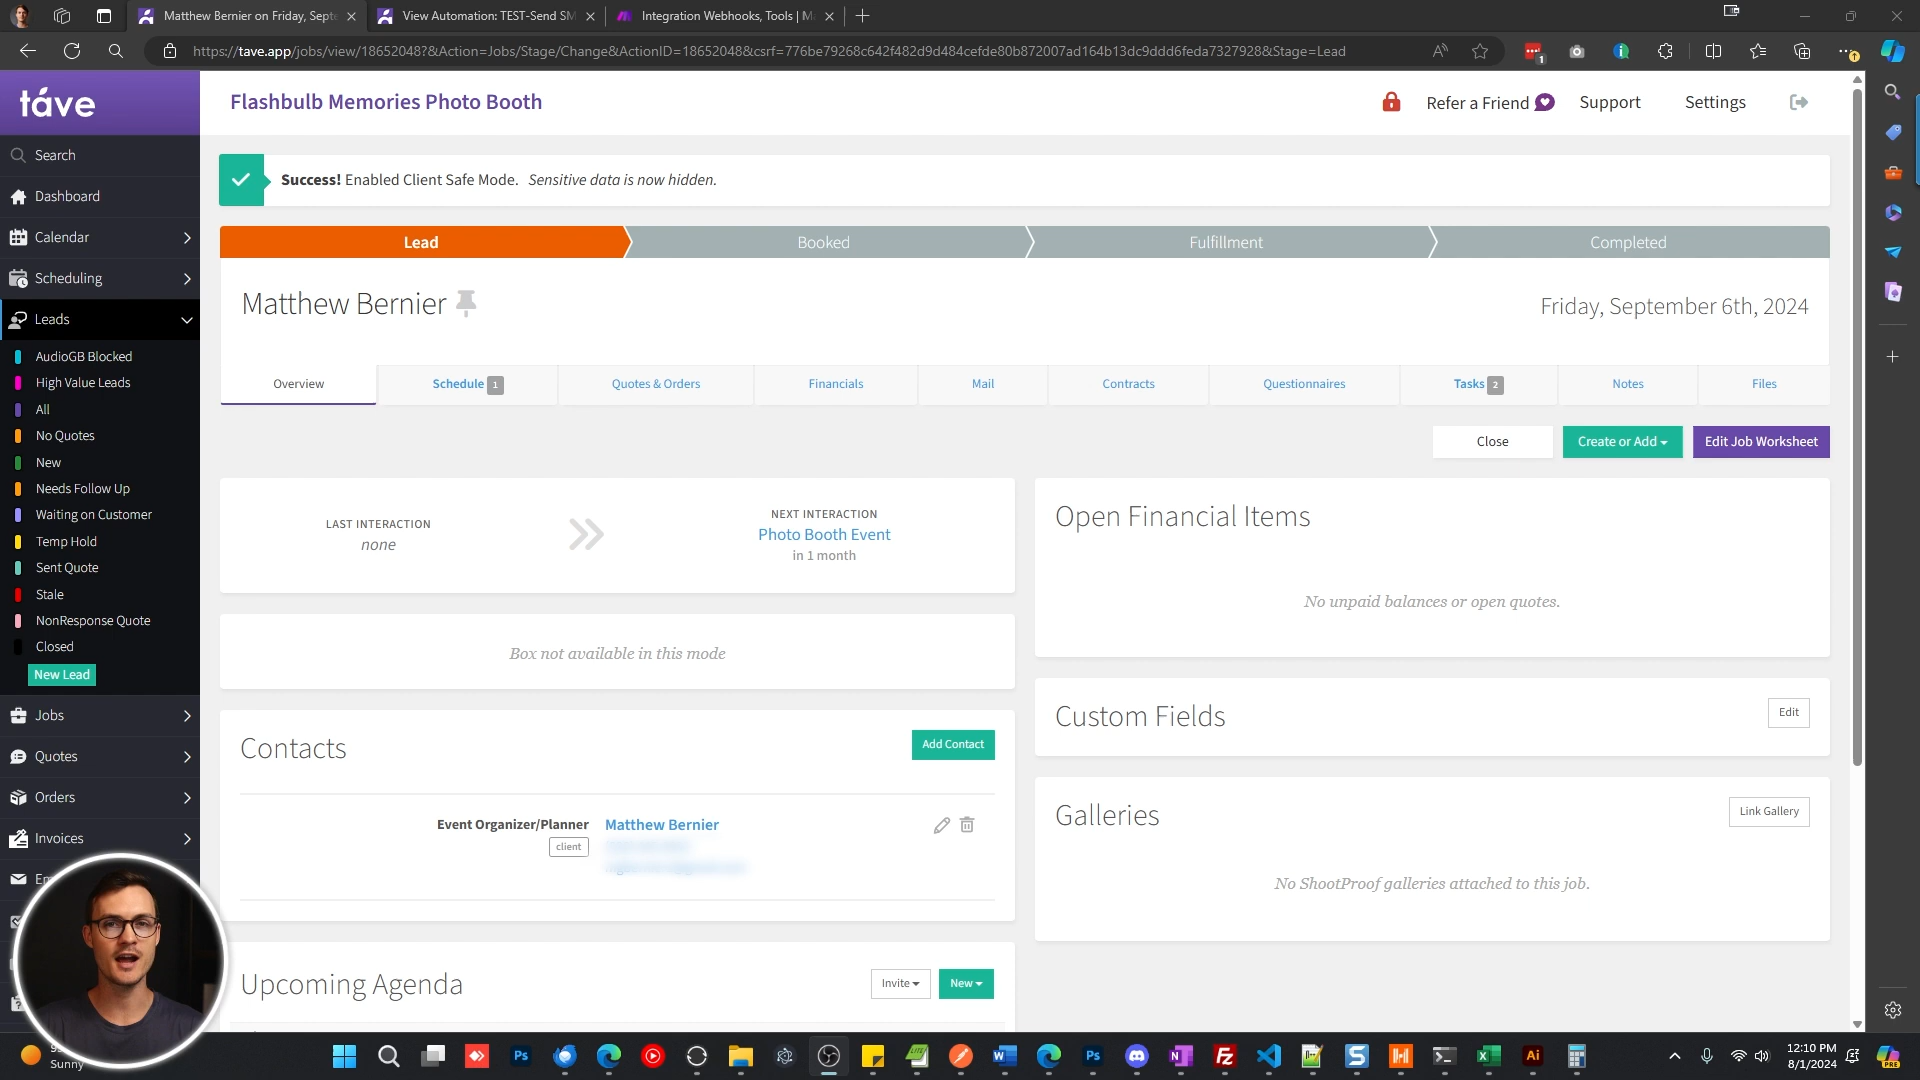 Matthew Bernier on Friday, Septe
View Automation: TEST-Send SM
Integration Webhooks, Tools | M
https://tave.app/jobs/view/18652048?&Action=Jobs/Stage/Change&ActionID=18652048&csrf=776be79268c642f482d9d484cefde80b872007ad164b13dc9ddd6feda7327928&Stage=Lead
táve
Flashbulb Memories Photo Booth
Refer a Friend
Support
Settings
Search
Dashboard
Calendar
Scheduling
Leads
AudioGB Blocked
High Value Leads
All
No Quotes
New
Needs Follow Up
Waiting on Customer
Temp Hold
Sent Quote
Stale
NonResponse Quote
Closed
New Lead
Jobs
Quotes
Orders
Invoices
Success! Enabled Client Safe Mode. Sensitive data is now hidden.
Lead
Booked
Fulfillment
Completed
Matthew Bernier
Friday, September 6th, 2024
Overview
Schedule 1
Quotes & Orders
Financials
Mail
Contracts
Questionnaires
Tasks 2
Notes
Files
Close
Create or Add
Edit Job Worksheet
LAST INTERACTION
none
NEXT INTERACTION
Photo Booth Event
in 1 month
Box not available in this mode
Contacts
Add Contact
Event Organizer/Planner
client
Matthew Bernier
Upcoming Agenda
Invite
New
Open Financial Items
No unpaid balances or open quotes.
Custom Fields
Edit
Galleries
Link Gallery
No ShootProof galleries attached to this job.
Sunny
12:10 PM
8/1/2024